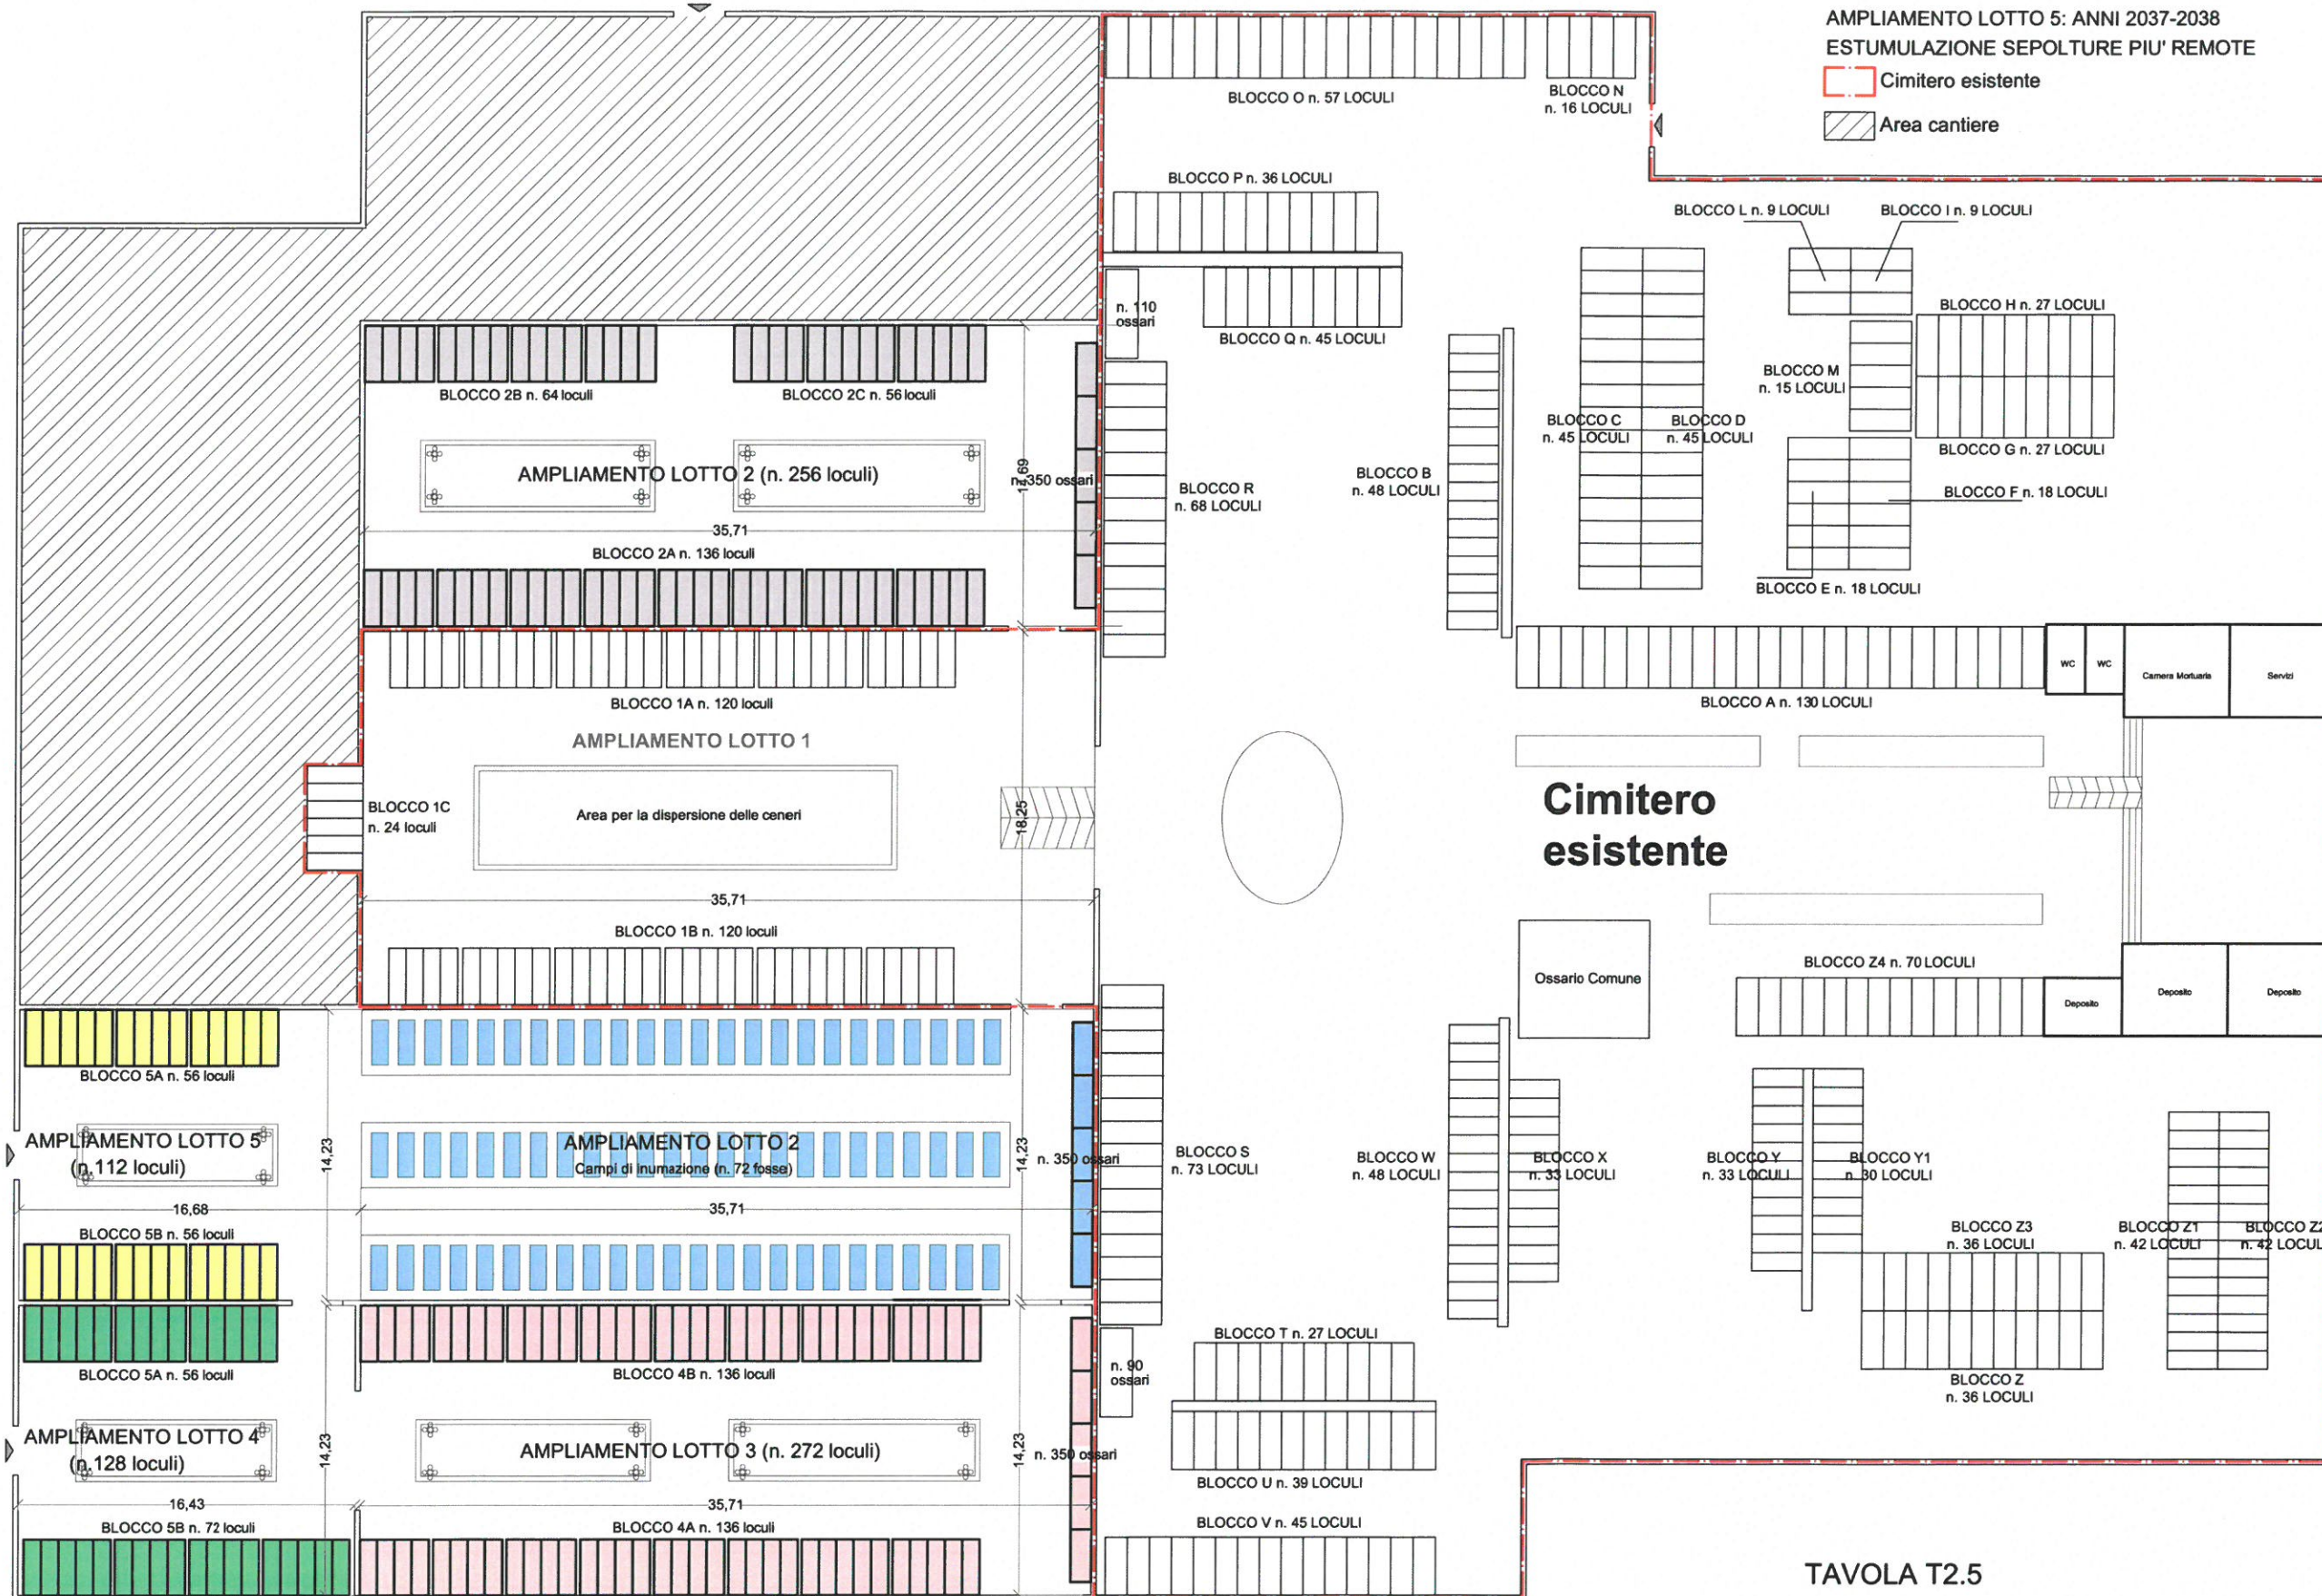 AMPLIAMENTO LOTTO 5: ANNI 2037-2038
ESTUMULAZIONE SEPOLTURE PIU' REMOTE
Cimitero esistente
Area cantiere
BLOCCO O n. 57 LOCULI
BLOCCO N
n. 16 LOCULI
BLOCCO P n. 36 LOCULI
BLOCCO L n. 9 LOCULI
BLOCCO I n. 9 LOCULI
n. 110
ossari
BLOCCO Q n. 45 LOCULI
BLOCCO H n. 27 LOCULI
BLOCCO M
n. 15 LOCULI
BLOCCO C
n. 45 LOCULI
BLOCCO D
n. 45 LOCULI
BLOCCO G n. 27 LOCULI
BLOCCO F n. 18 LOCULI
BLOCCO E n. 18 LOCULI
BLOCCO B
n. 48 LOCULI
BLOCCO R
n. 68 LOCULI
BLOCCO 2B n. 64 loculi
BLOCCO 2C n. 56 loculi
AMPLIAMENTO LOTTO 2 (n. 256 loculi)
n. 350 ossari
35,71
BLOCCO 2A n. 136 loculi
BLOCCO 1A n. 120 loculi
AMPLIAMENTO LOTTO 1
BLOCCO 1C
n. 24 loculi
Area per la dispersione delle ceneri
18,25
35,71
BLOCCO 1B n. 120 loculi
WC
WC
Camera Mortuaria
Servizi
BLOCCO A n. 130 LOCULI
Cimitero
esistente
Ossario Comune
BLOCCO Z4 n. 70 LOCULI
Deposito
Deposito
Deposito
BLOCCO 5A n. 56 loculi
AMPLIAMENTO LOTTO 5
(n.112 loculi)
14,23
AMPLIAMENTO LOTTO 2
Campi di inumazione (n. 72 fosse)
14,23
n. 350 ossari
16,68
35,71
BLOCCO 5B n. 56 loculi
BLOCCO S
n. 73 LOCULI
BLOCCO W
n. 48 LOCULI
BLOCCO X
n. 33 LOCULI
BLOCCO Y
n. 33 LOCULI
BLOCCO Y1
n. 30 LOCULI
BLOCCO Z3
n. 36 LOCULI
BLOCCO Z1
n. 42 LOCULI
BLOCCO Z2
n. 42 LOCUL
BLOCCO Z
n. 36 LOCULI
BLOCCO 5A n. 56 loculi
BLOCCO 4B n. 136 loculi
n. 90
ossari
BLOCCO T n. 27 LOCULI
AMPLIAMENTO LOTTO 4
(n.128 loculi)
14,23
AMPLIAMENTO LOTTO 3 (n. 272 loculi)
14,23
n. 350 ossari
BLOCCO U n. 39 LOCULI
16,43
35,71
BLOCCO 5B n. 72 loculi
BLOCCO 4A n. 136 loculi
BLOCCO V n. 45 LOCULI
TAVOLA T2.5